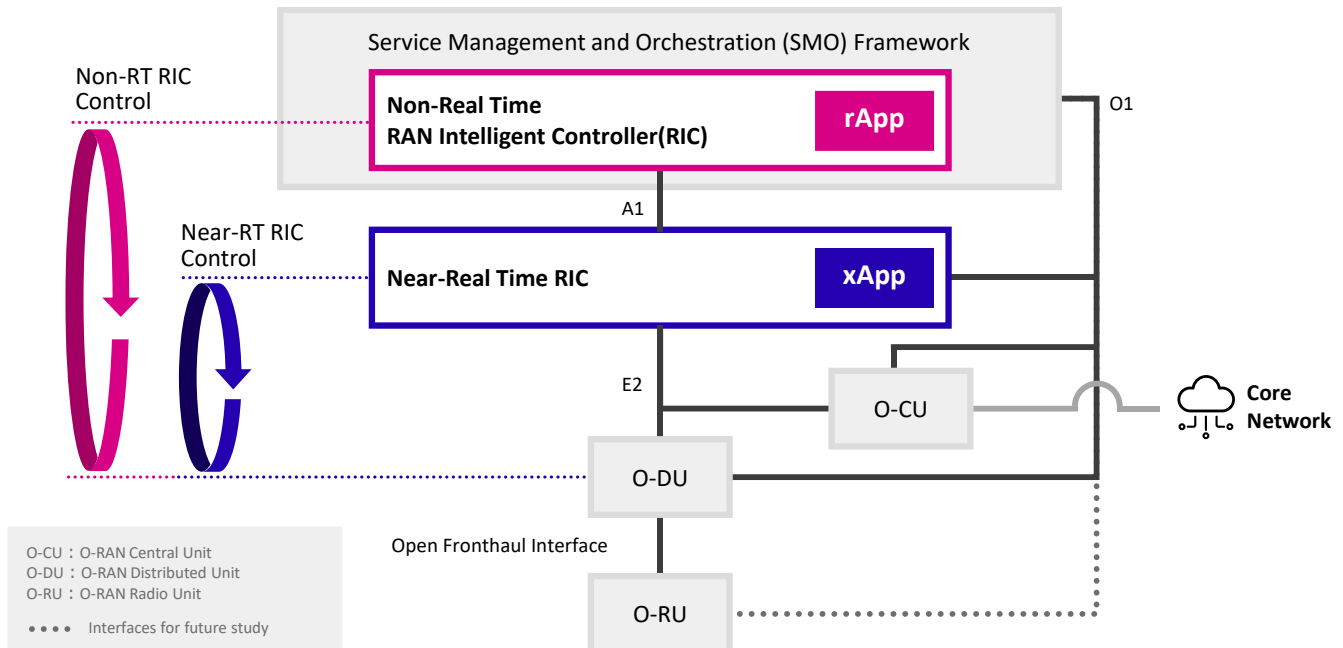 Service Management and Orchestration (SMO) Framework
Non-RT RIC
Control
Non-Real Time
RAN Intelligent Controller(RIC)
rApp
O1
A1
Near-RT RIC
Control
Near-Real Time RIC
xApp
E2
O-CU
Core
Network
O-DU
Open Fronthaul Interface
O-RU
O-CU：O-RAN Central Unit
O-DU：O-RAN Distributed Unit
O-RU：O-RAN Radio Unit
Interfaces for future study